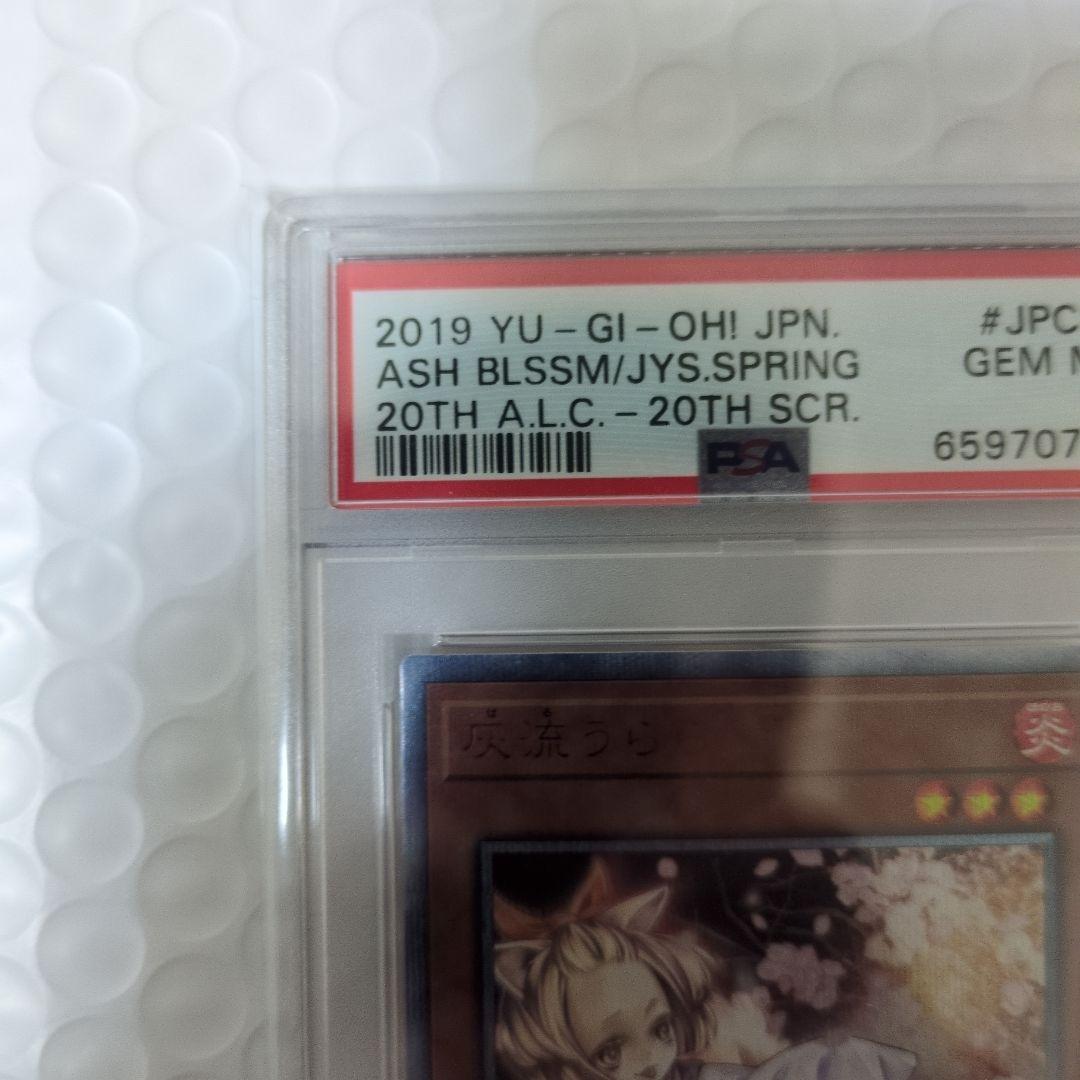 2019 YU-GI-OH! JPN. #JPC
ASH BLSSM/JYS.SPRING GEM M
20TH A.L.C. - 20TH SCR.
659707
PSA
灰流うら
炎